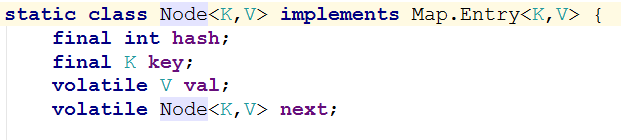 static class Node<K,V> implements Map.Entry<K,V> {
final int hash;
final K key;
volatile V val;
volatile Node<K,V> next;